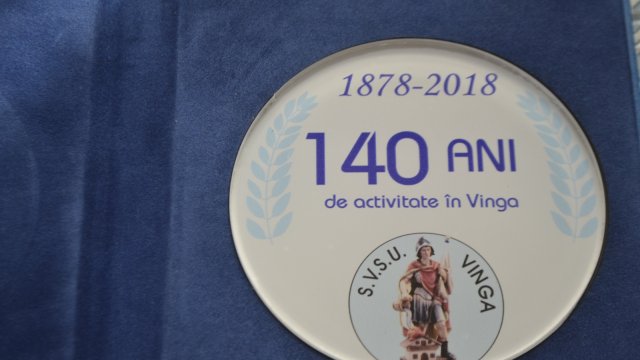 1878-2018
140 ANI
de activitate în Vinga
S.V.S.U. VINGA